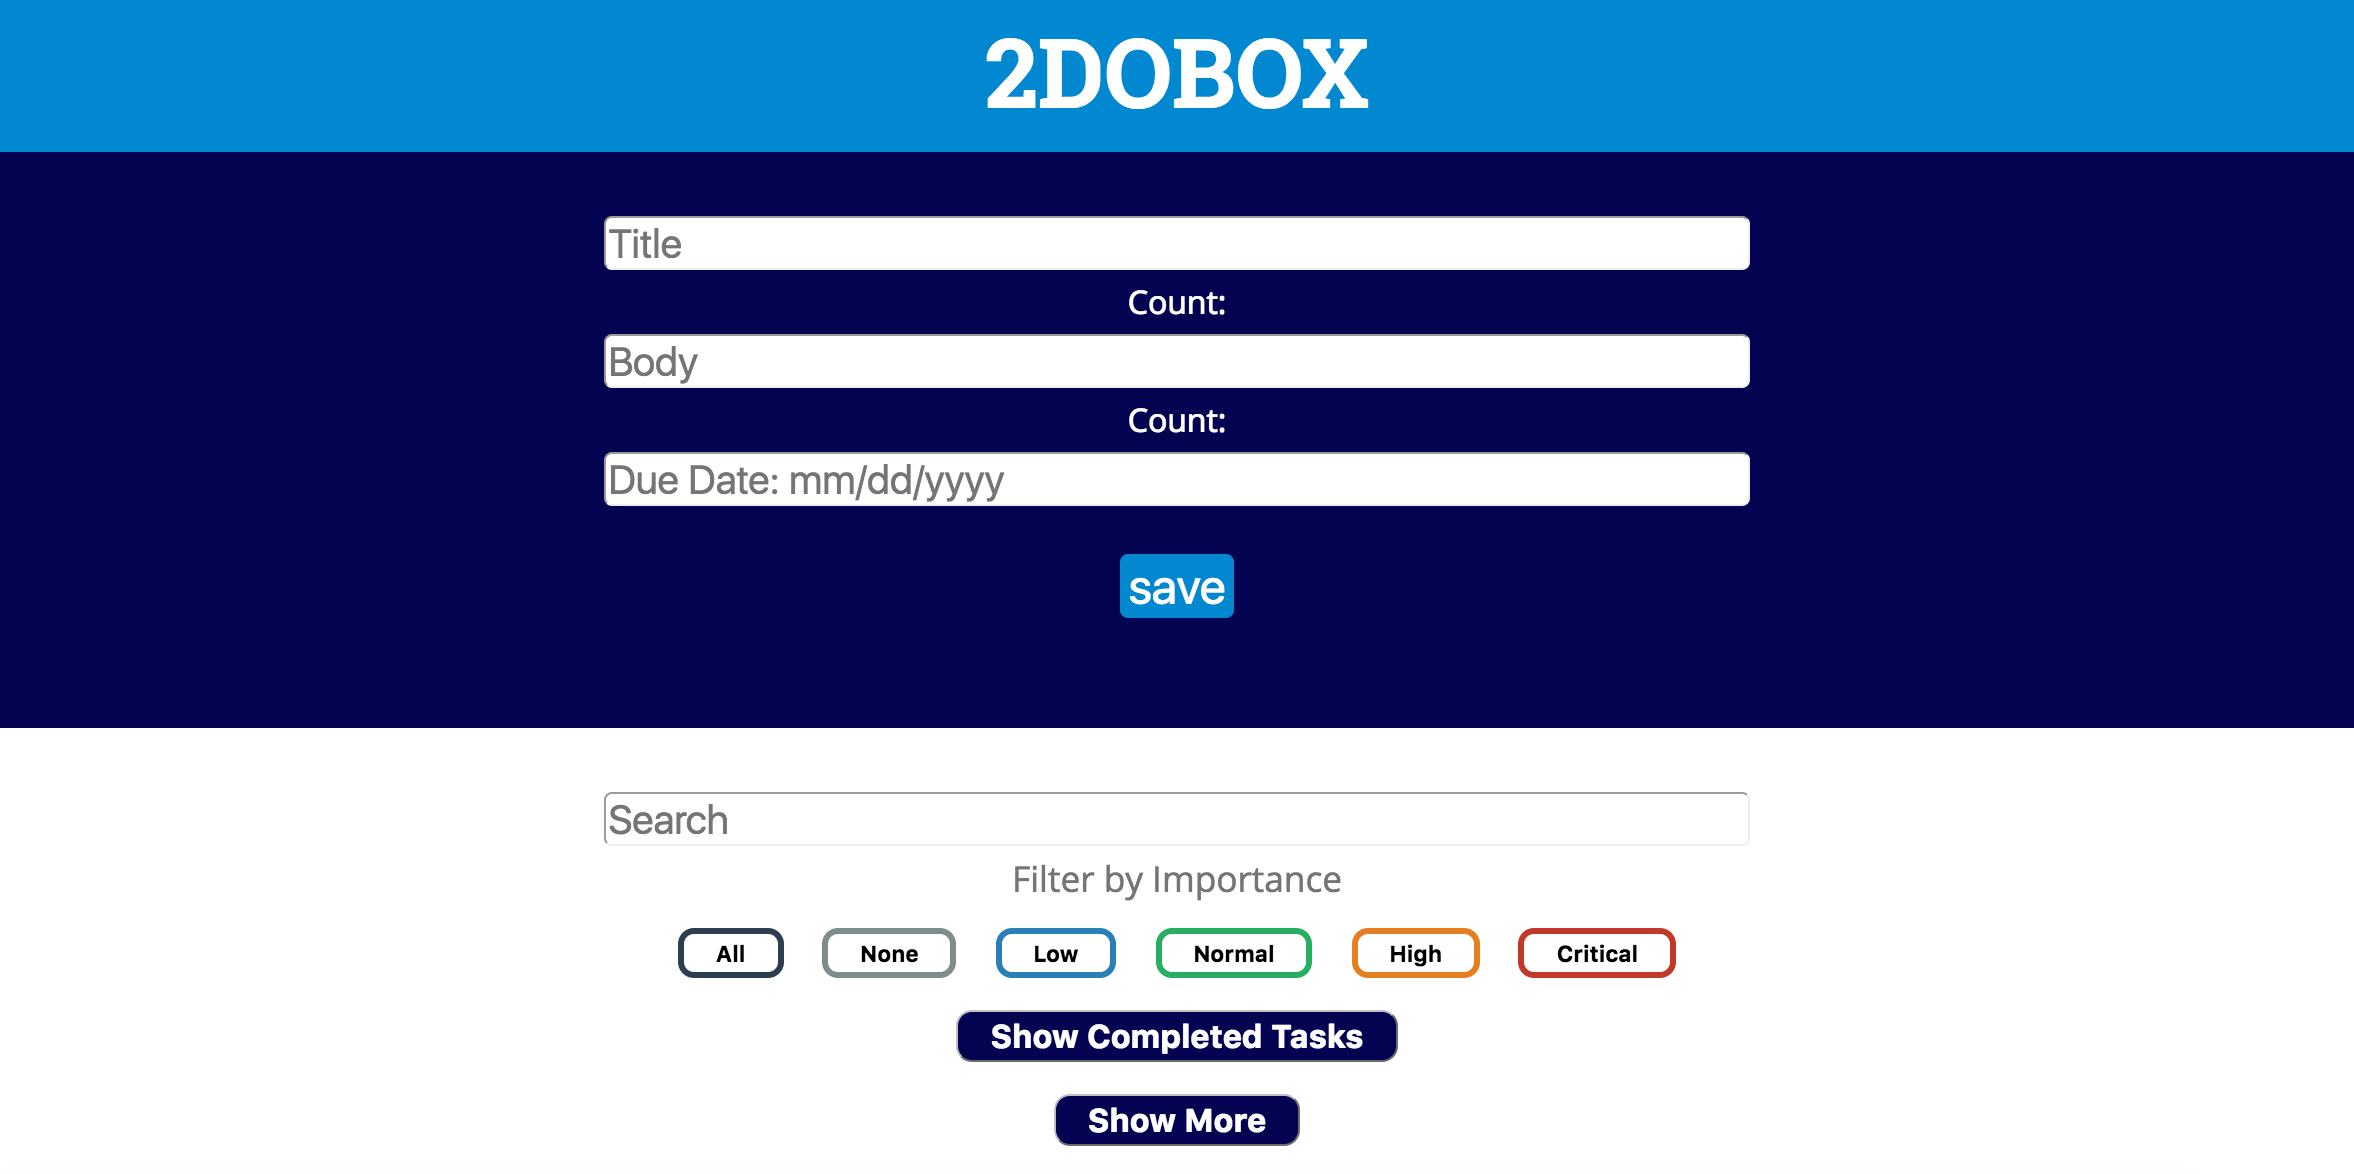 2DOBOX
Title
Count:
Body
Count:
Due Date: mm/dd/yyyy
save
Search
Filter by Importance
All None Low Normal High Critical
Show Completed Tasks
Show More